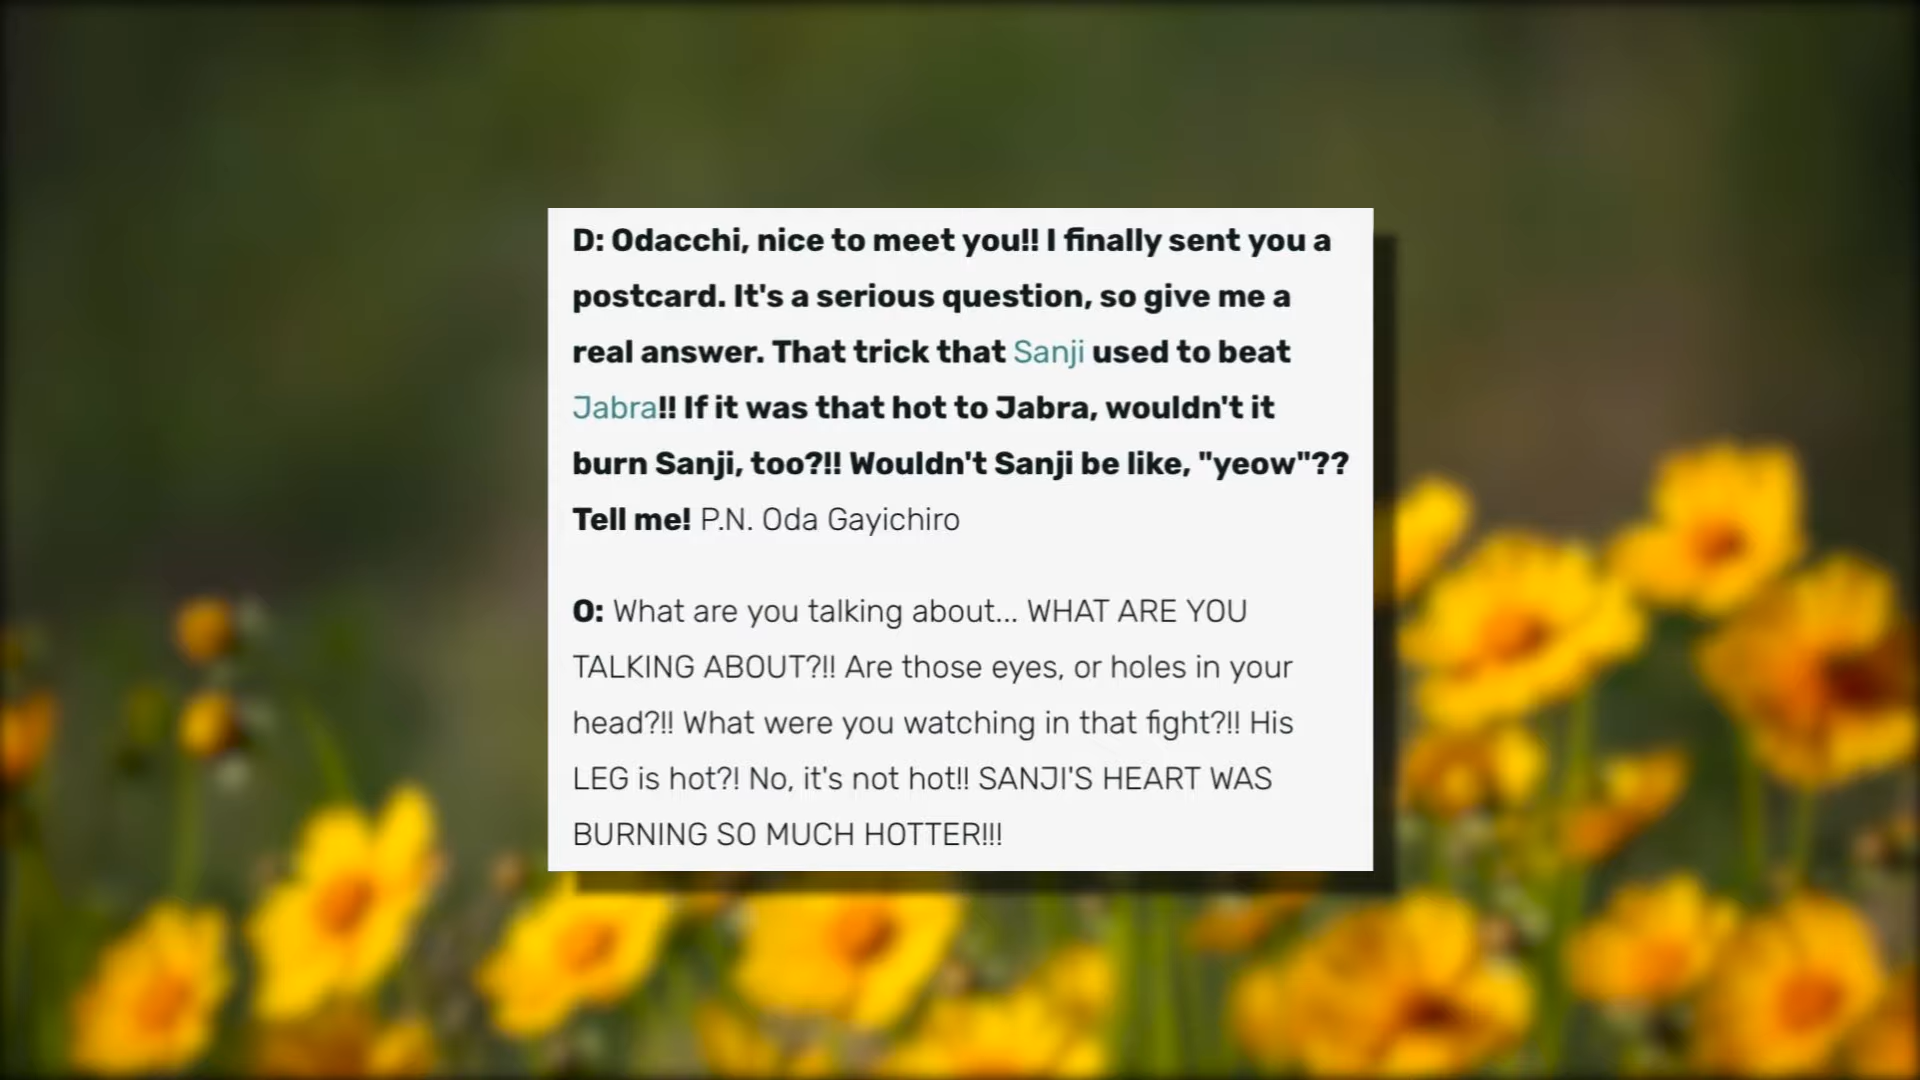 D: Odacchi, nice to meet you!! I finally sent you a
postcard. It's a serious question, so give me a
real answer. That trick that Sanji used to beat
Jabra!! If it was that hot to Jabra, wouldn't it
burn Sanji, too?!! Wouldn't Sanji be like, "yeow"??
Tell me! P.N. Oda Gayichiro
O: What are you talking about... WHAT ARE YOU
TALKING ABOUT?!! Are those eyes, or holes in your
head?!! What were you watching in that fight?!! His
LEG is hot?! No, it's not hot!! SANJI'S HEART WAS
BURNING SO MUCH HOTTER!!!